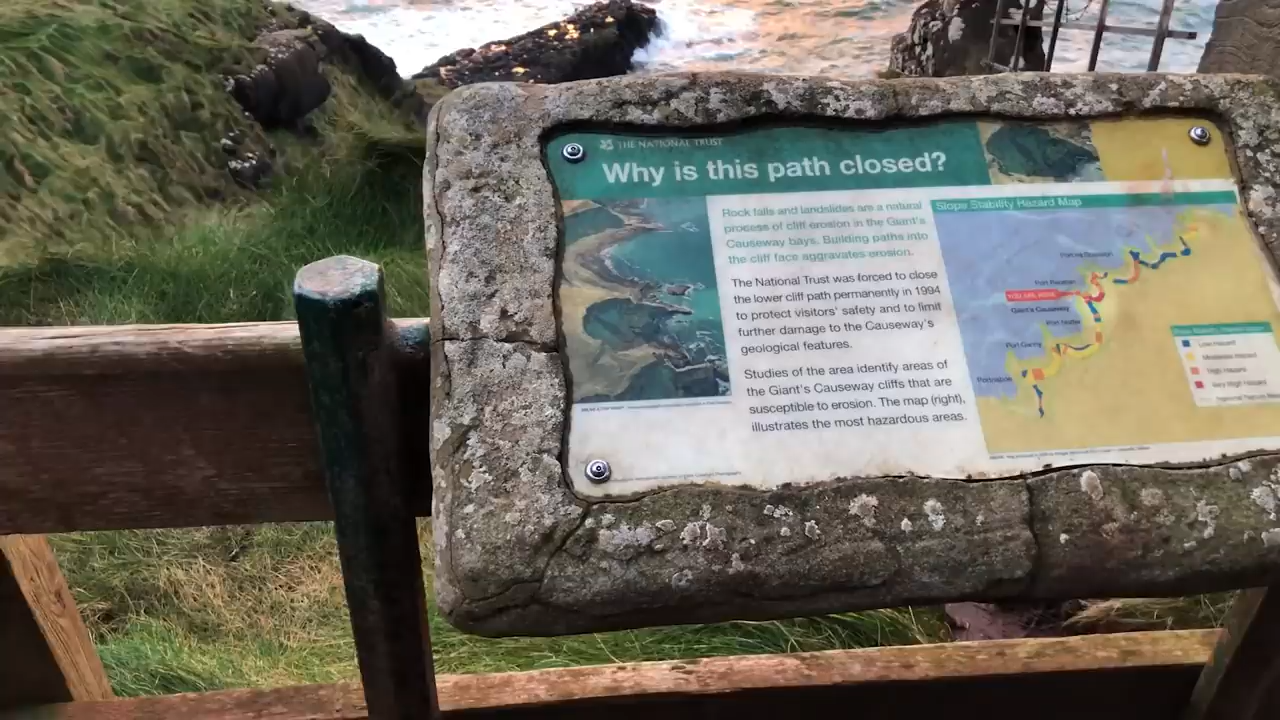 THE NATIONAL TRUST
Why is this path closed?
Rock falls and landslides are a natural
process of cliff erosion in the Giant's
Causeway bays. Building paths into
the cliff face aggravates erosion.
The National Trust was forced to close
the lower cliff path permanently in 1994
to protect visitors' safety and to limit
further damage to the Causeway's
geological features.
Studies of the area identify areas of
the Giant's Causeway cliffs that are
susceptible to erosion. The map (right),
illustrates the most hazardous areas.
Slope Stability Hazard Map
Port Reostan
YOU ARE HERE
Giant's Causeway
Port Noffer
Port Ganny
Portnaboe
Low Hazard
Moderate Hazard
High Hazard
Very High Hazard